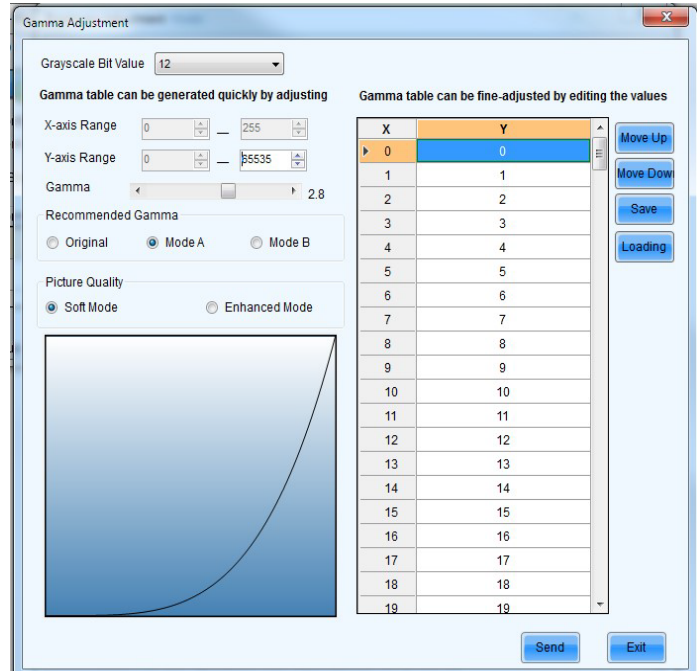 Gamma Adjustment
Grayscale Bit Value 12
Gamma table can be generated quickly by adjusting
X-axis Range 0 — 255
Y-axis Range 0 — 65535
Gamma 2.8
Recommended Gamma
Original Mode A Mode B
Picture Quality
Soft Mode Enhanced Mode
Gamma table can be fine-adjusted by editing the values
X Y
0 0
1 1
2 2
3 3
4 4
5 5
6 6
7 7
8 8
9 9
10 10
11 11
12 12
13 13
14 14
15 15
16 16
17 17
18 18
19 19
Move Up
Move Dow
Save
Loading
Send Exit